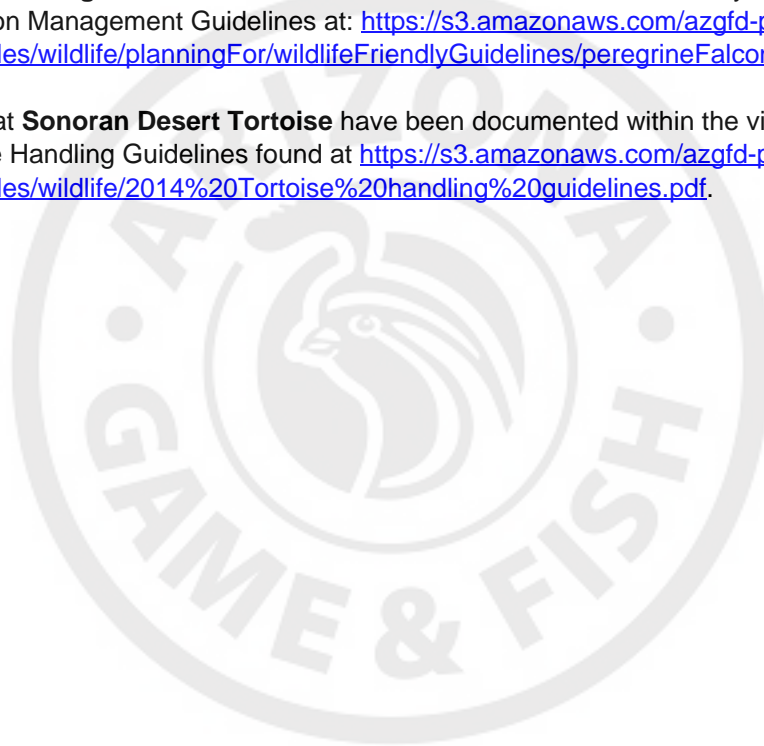 on Management Guidelines at: https://s3.amazonaws.com/azgfd-p
les/wildlife/planningFor/wildlifeFriendlyGuidelines/peregrineFalcon
at Sonoran Desert Tortoise have been documented within the vi
e Handling Guidelines found at https://s3.amazonaws.com/azgfd-p
les/wildlife/2014%20Tortoise%20handling%20guidelines.pdf.
ARIZONA
GAME & FISH